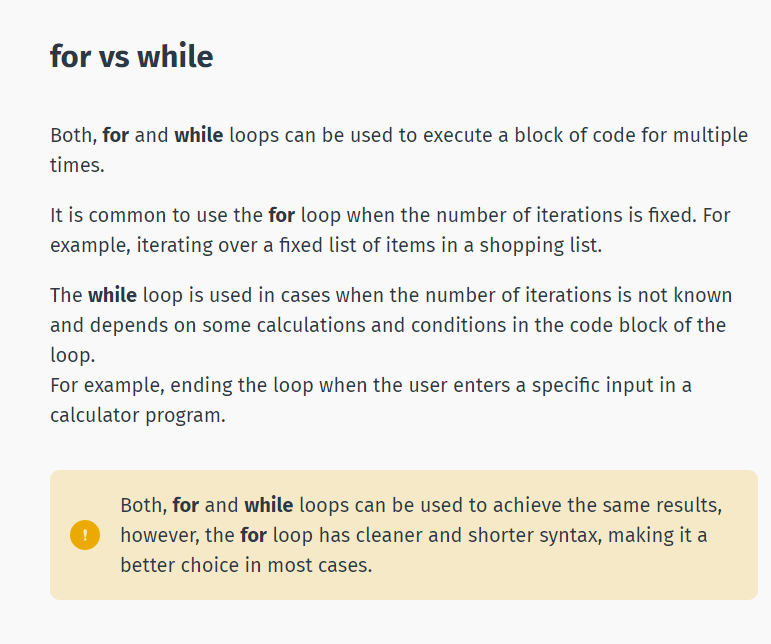 for vs while
Both, for and while loops can be used to execute a block of code for multiple
times.
It is common to use the for loop when the number of iterations is fixed. For
example, iterating over a fixed list of items in a shopping list.
The while loop is used in cases when the number of iterations is not known
and depends on some calculations and conditions in the code block of the
loop.
For example, ending the loop when the user enters a specific input in a
calculator program.
Both, for and while loops can be used to achieve the same results,
! however, the for loop has cleaner and shorter syntax, making it a
better choice in most cases.